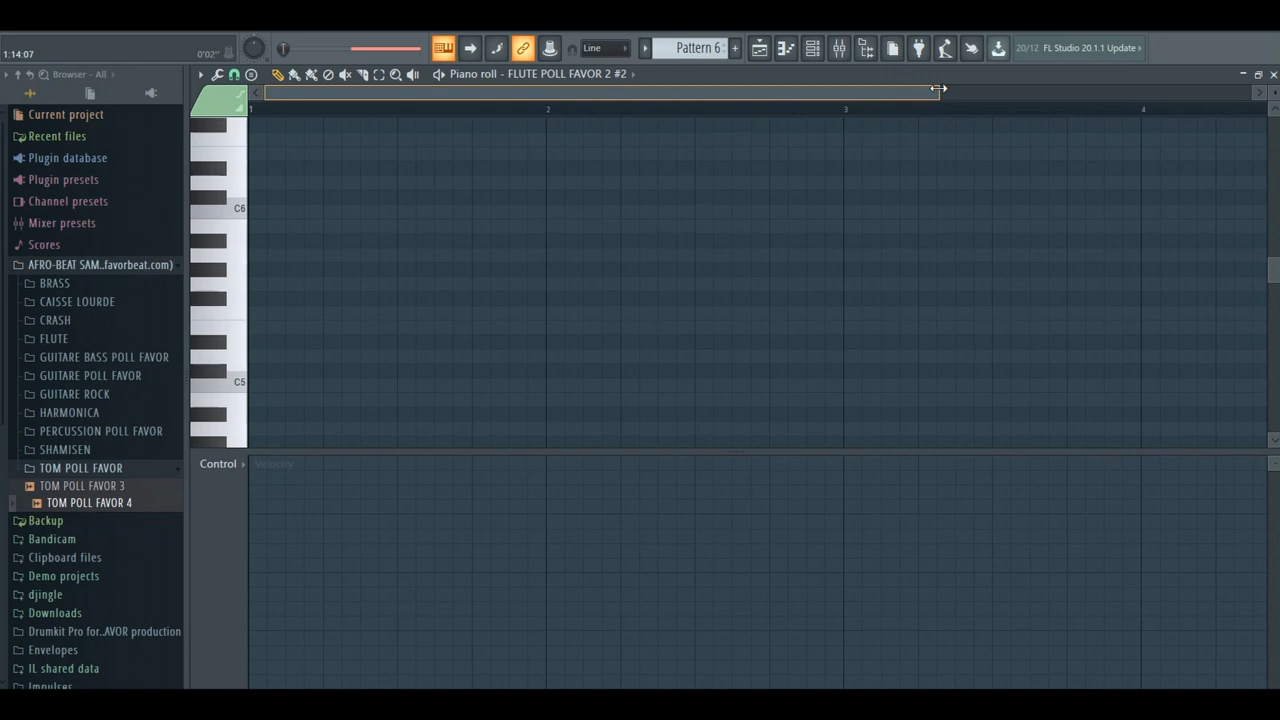 1:14:07
0'02''
Line
Pattern 6
20/12 FL Studio 20.1.1 Update
Browser - All
Piano roll - FLUTE POLL FAVOR 2 #2
1
2
3
4
Current project
Recent files
Plugin database
Plugin presets
Channel presets
Mixer presets
Scores
AFRO-BEAT SAM..favorbeat.com)
BRASS
CAISSE LOURDE
CRASH
FLUTE
GUITARE BASS POLL FAVOR
GUITARE POLL FAVOR
GUITARE ROCK
HARMONICA
PERCUSSION POLL FAVOR
SHAMISEN
TOM POLL FAVOR
TOM POLL FAVOR 3
TOM POLL FAVOR 4
Backup
Bandicam
Clipboard files
Demo projects
djingle
Downloads
Drumkit Pro for..AVOR production
Envelopes
IL shared data
Impulses
C6
C5
Control
Velocity